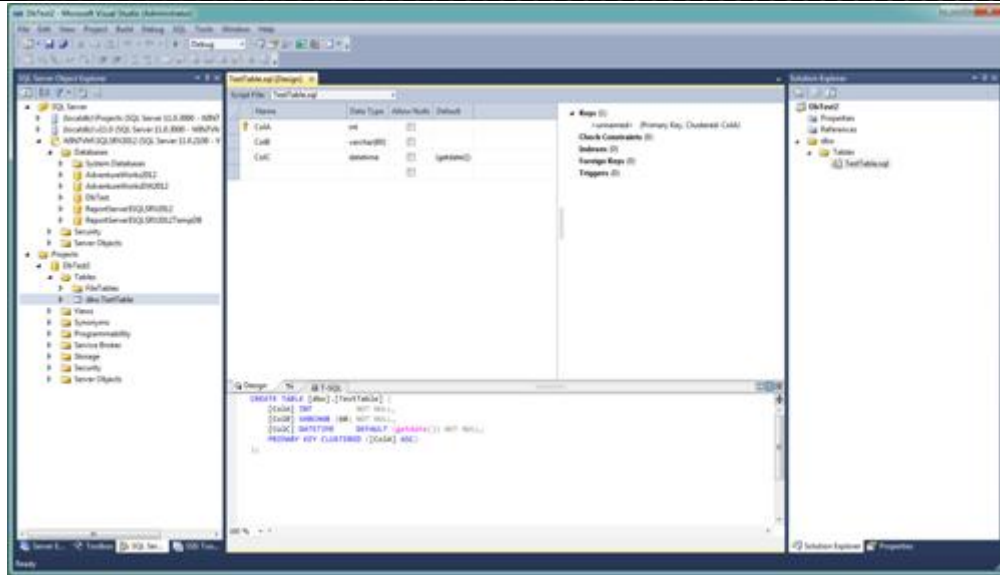 DbTest2 - Microsoft Visual Studio (Administrator)
File Edit View Project Build Debug SQL Tools Window Help
Debug
SQL Server Object Explorer
SQL Server
Databases
System Databases
AdventureWorks2012
AdventureWorksDW2012
DbTest
Security
Server Objects
Projects
DbTest2
Tables
FileTables
dbo.TestTable
Views
Synonyms
Programmability
Service Broker
Storage
Security
Server Objects
TestTable.sql [Design]
Script File: TestTable.sql
Name Data Type Allow Nulls Default
ColA int
ColB varchar(80)
ColC datetime (getdate())
Keys (1)
<unnamed> (Primary Key, Clustered: ColA)
Check Constraints (0)
Indexes (0)
Foreign Keys (0)
Triggers (0)
Design T-SQL
CREATE TABLE [dbo].[TestTable] (
[ColA] INT NOT NULL,
[ColB] VARCHAR (80) NOT NULL,
[ColC] DATETIME DEFAULT (getdate()) NOT NULL,
PRIMARY KEY CLUSTERED ([ColA] ASC)
);
100 %
Solution Explorer
DbTest2
Properties
References
dbo
Tables
TestTable.sql
Toolbox
Solution Explorer Properties
Ready